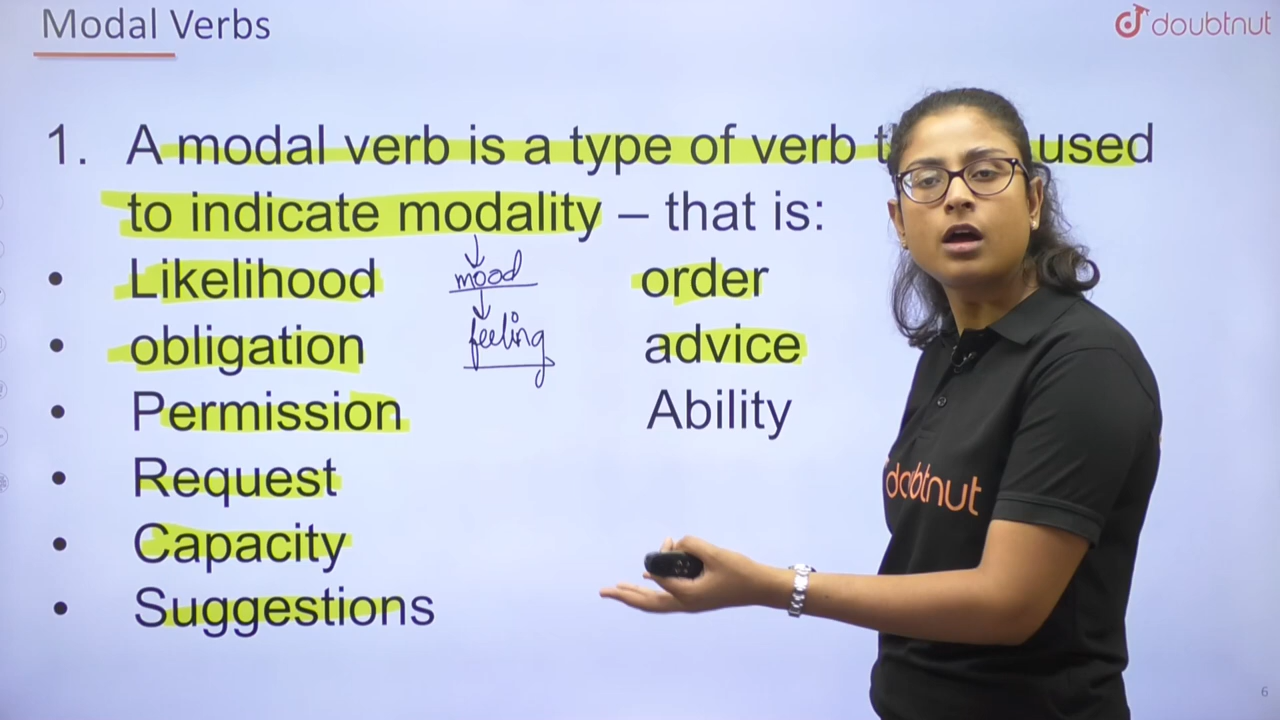 Modal Verbs
doubtnut
1. A modal verb is a type of verb t used
to indicate modality – that is:
• Likelihood
mood
order
• obligation
feeling
advice
• Permission
Ability
• Request
• Capacity
• Suggestions
doubtnut
6